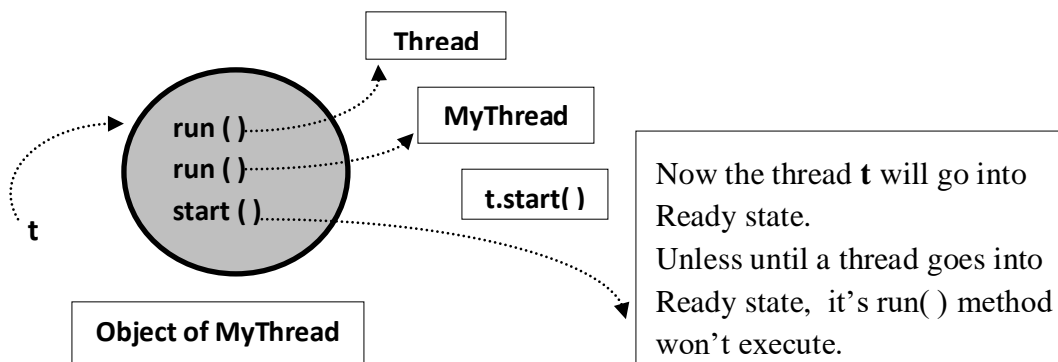 Thread
MyThread
run ( )
run ( )
start ( )
t
t.start( )
Object of MyThread
Now the thread t will go into
Ready state.
Unless until a thread goes into
Ready state, it's run( ) method
won't execute.